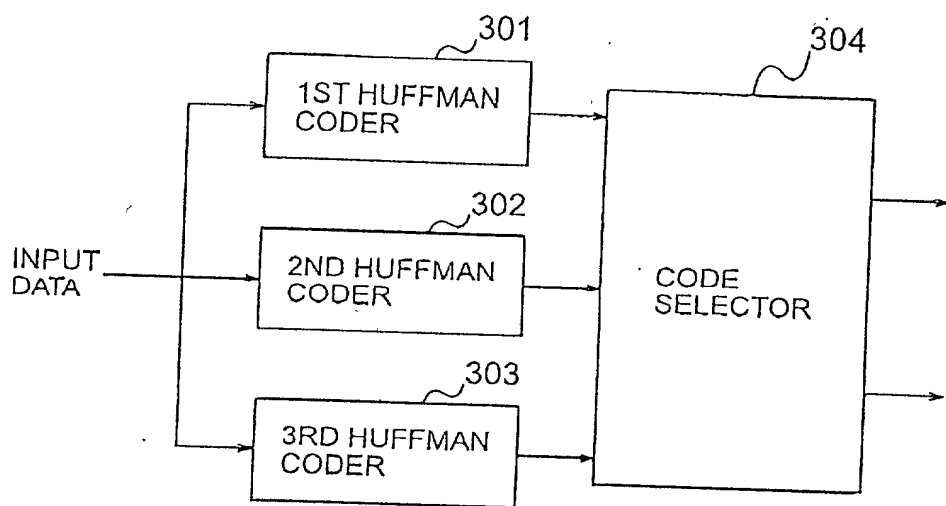 301
1ST HUFFMAN
CODER
304
302
2ND HUFFMAN
CODER
INPUT
DATA
CODE
SELECTOR
303
3RD HUFFMAN
CODER